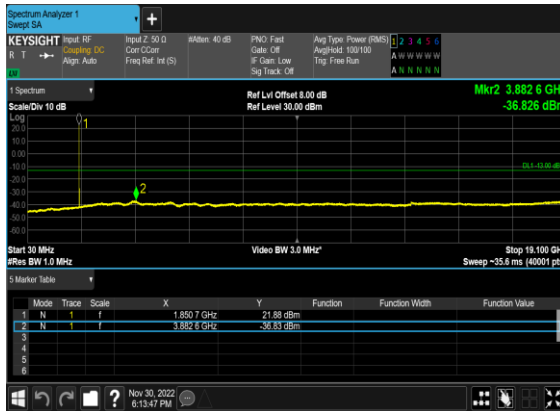 Spectrum Analyzer 1
Swept SA
+
KEYSIGHT Input: RF Input Z: 50 Ω #Atten: 40 dB PNO: Fast Avg Type: Power (RMS) 1 2 3 4 5 6
R T Coupling: DC Corr CCorr Gate: Off Avg|Hold: 100/100 A W W W W W
Align: Auto Freq Ref: Int (S) IF Gain: Low Trig: Free Run
Sig Track: Off A N N N N N
1 Spectrum Ref Lvl Offset 8.00 dB Mkr2 3.882 6 GH
Scale/Div 10 dB Ref Level 30.00 dBm -36.826 dB
Log
1
20.0
10.0
0.00
-10.0
DL1 -13.00 dB
-20.0
-30.0
2
-40.0
-50.0
-60.0
Start 30 MHz Video BW 3.0 MHz* Stop 19.100 GH
#Res BW 1.0 MHz Sweep ~35.6 ms (40001 pt
5 Marker Table
Mode Trace Scale X Y Function Function Width Function Value
1 N 1 f 1.850 7 GHz 21.88 dBm
2 N 1 f 3.882 6 GHz -36.83 dBm
3
4
5
6
? Nov 30, 2022
6:13:47 PM